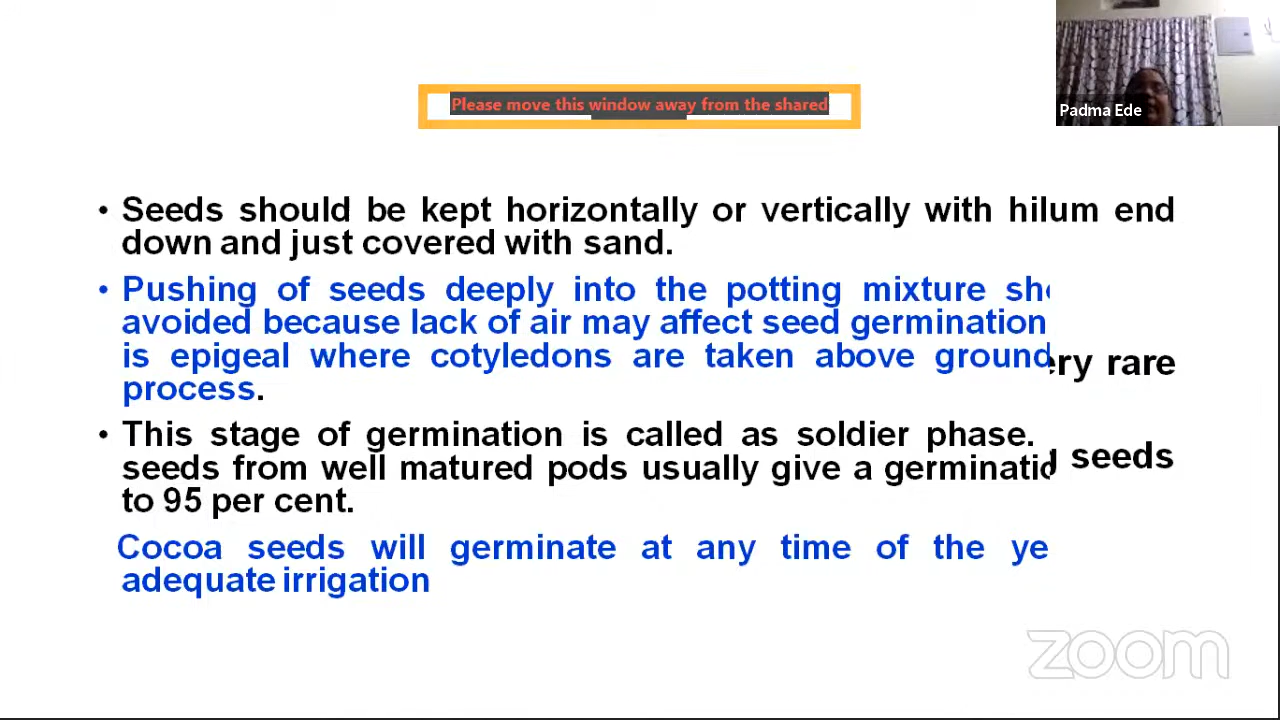 Please move this window away from the shared
Padma Ede
• Seeds should be kept horizontally or vertically with hilum end
down and just covered with sand.
• Pushing of seeds deeply into the potting mixture
avoided because lack of air may affect seed germination
is epigeal where cotyledons are taken above ground
rare
process.
• This stage of germination is called as soldier phase.
seeds
seeds from well matured pods usually give a
to 95 per cent.
Cocoa seeds will germinate at any time of the
adequate irrigation
zoom